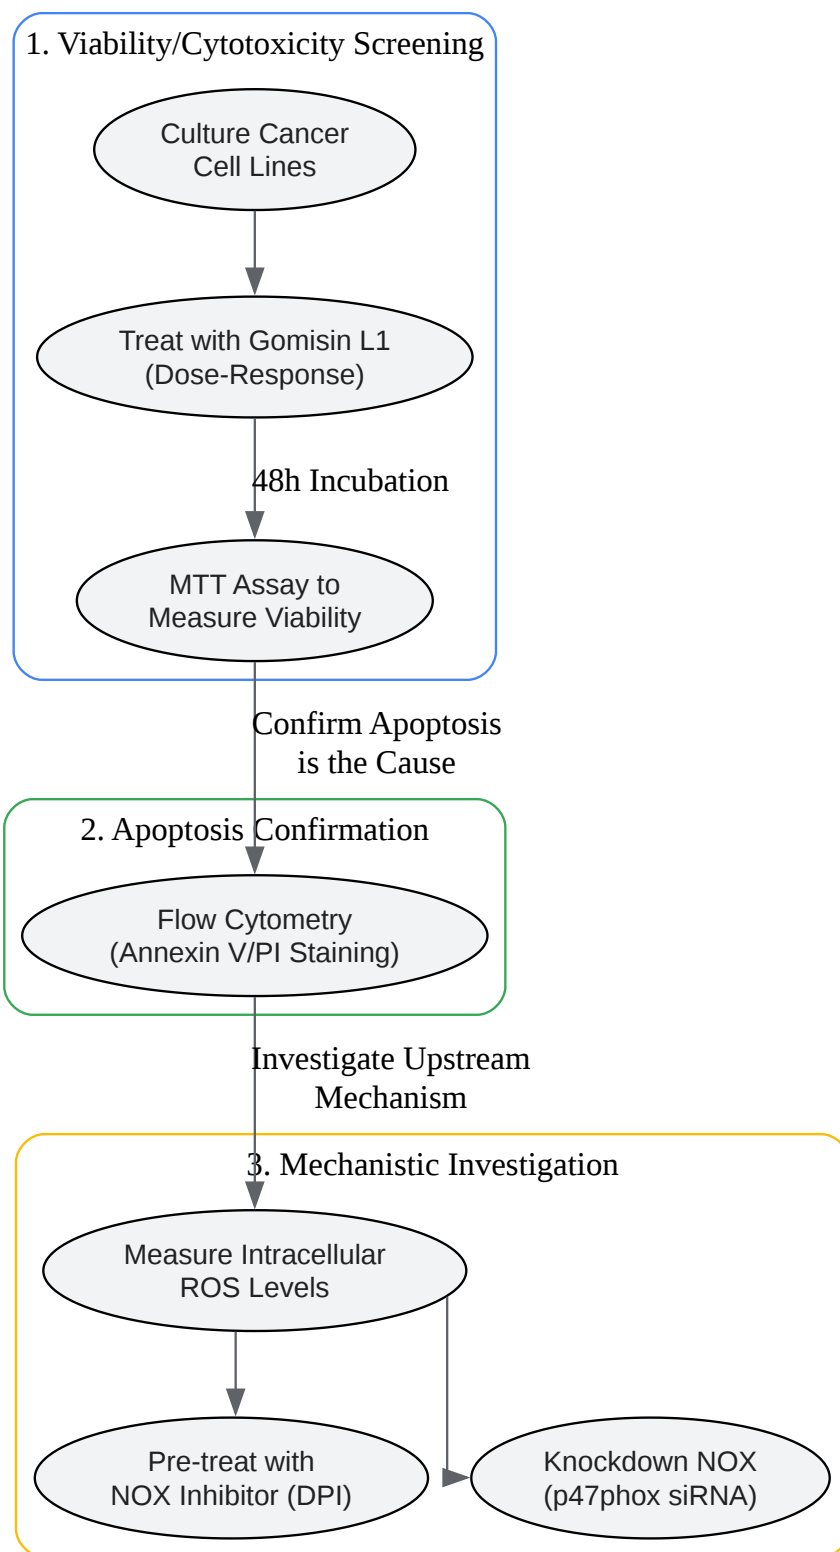 1. Viability/Cytotoxicity Screening
Culture Cancer
Cell Lines
Treat with Gomisin L1
(Dose-Response)
48h Incubation
MTT Assay to
Measure Viability
Confirm Apoptosis
is the Cause
2. Apoptosis Confirmation
Flow Cytometry
(Annexin V/PI Staining)
Investigate Upstream
Mechanism
3. Mechanistic Investigation
Measure Intracellular
ROS Levels
Pre-treat with
NOX Inhibitor (DPI)
Knockdown NOX
(p47phox siRNA)